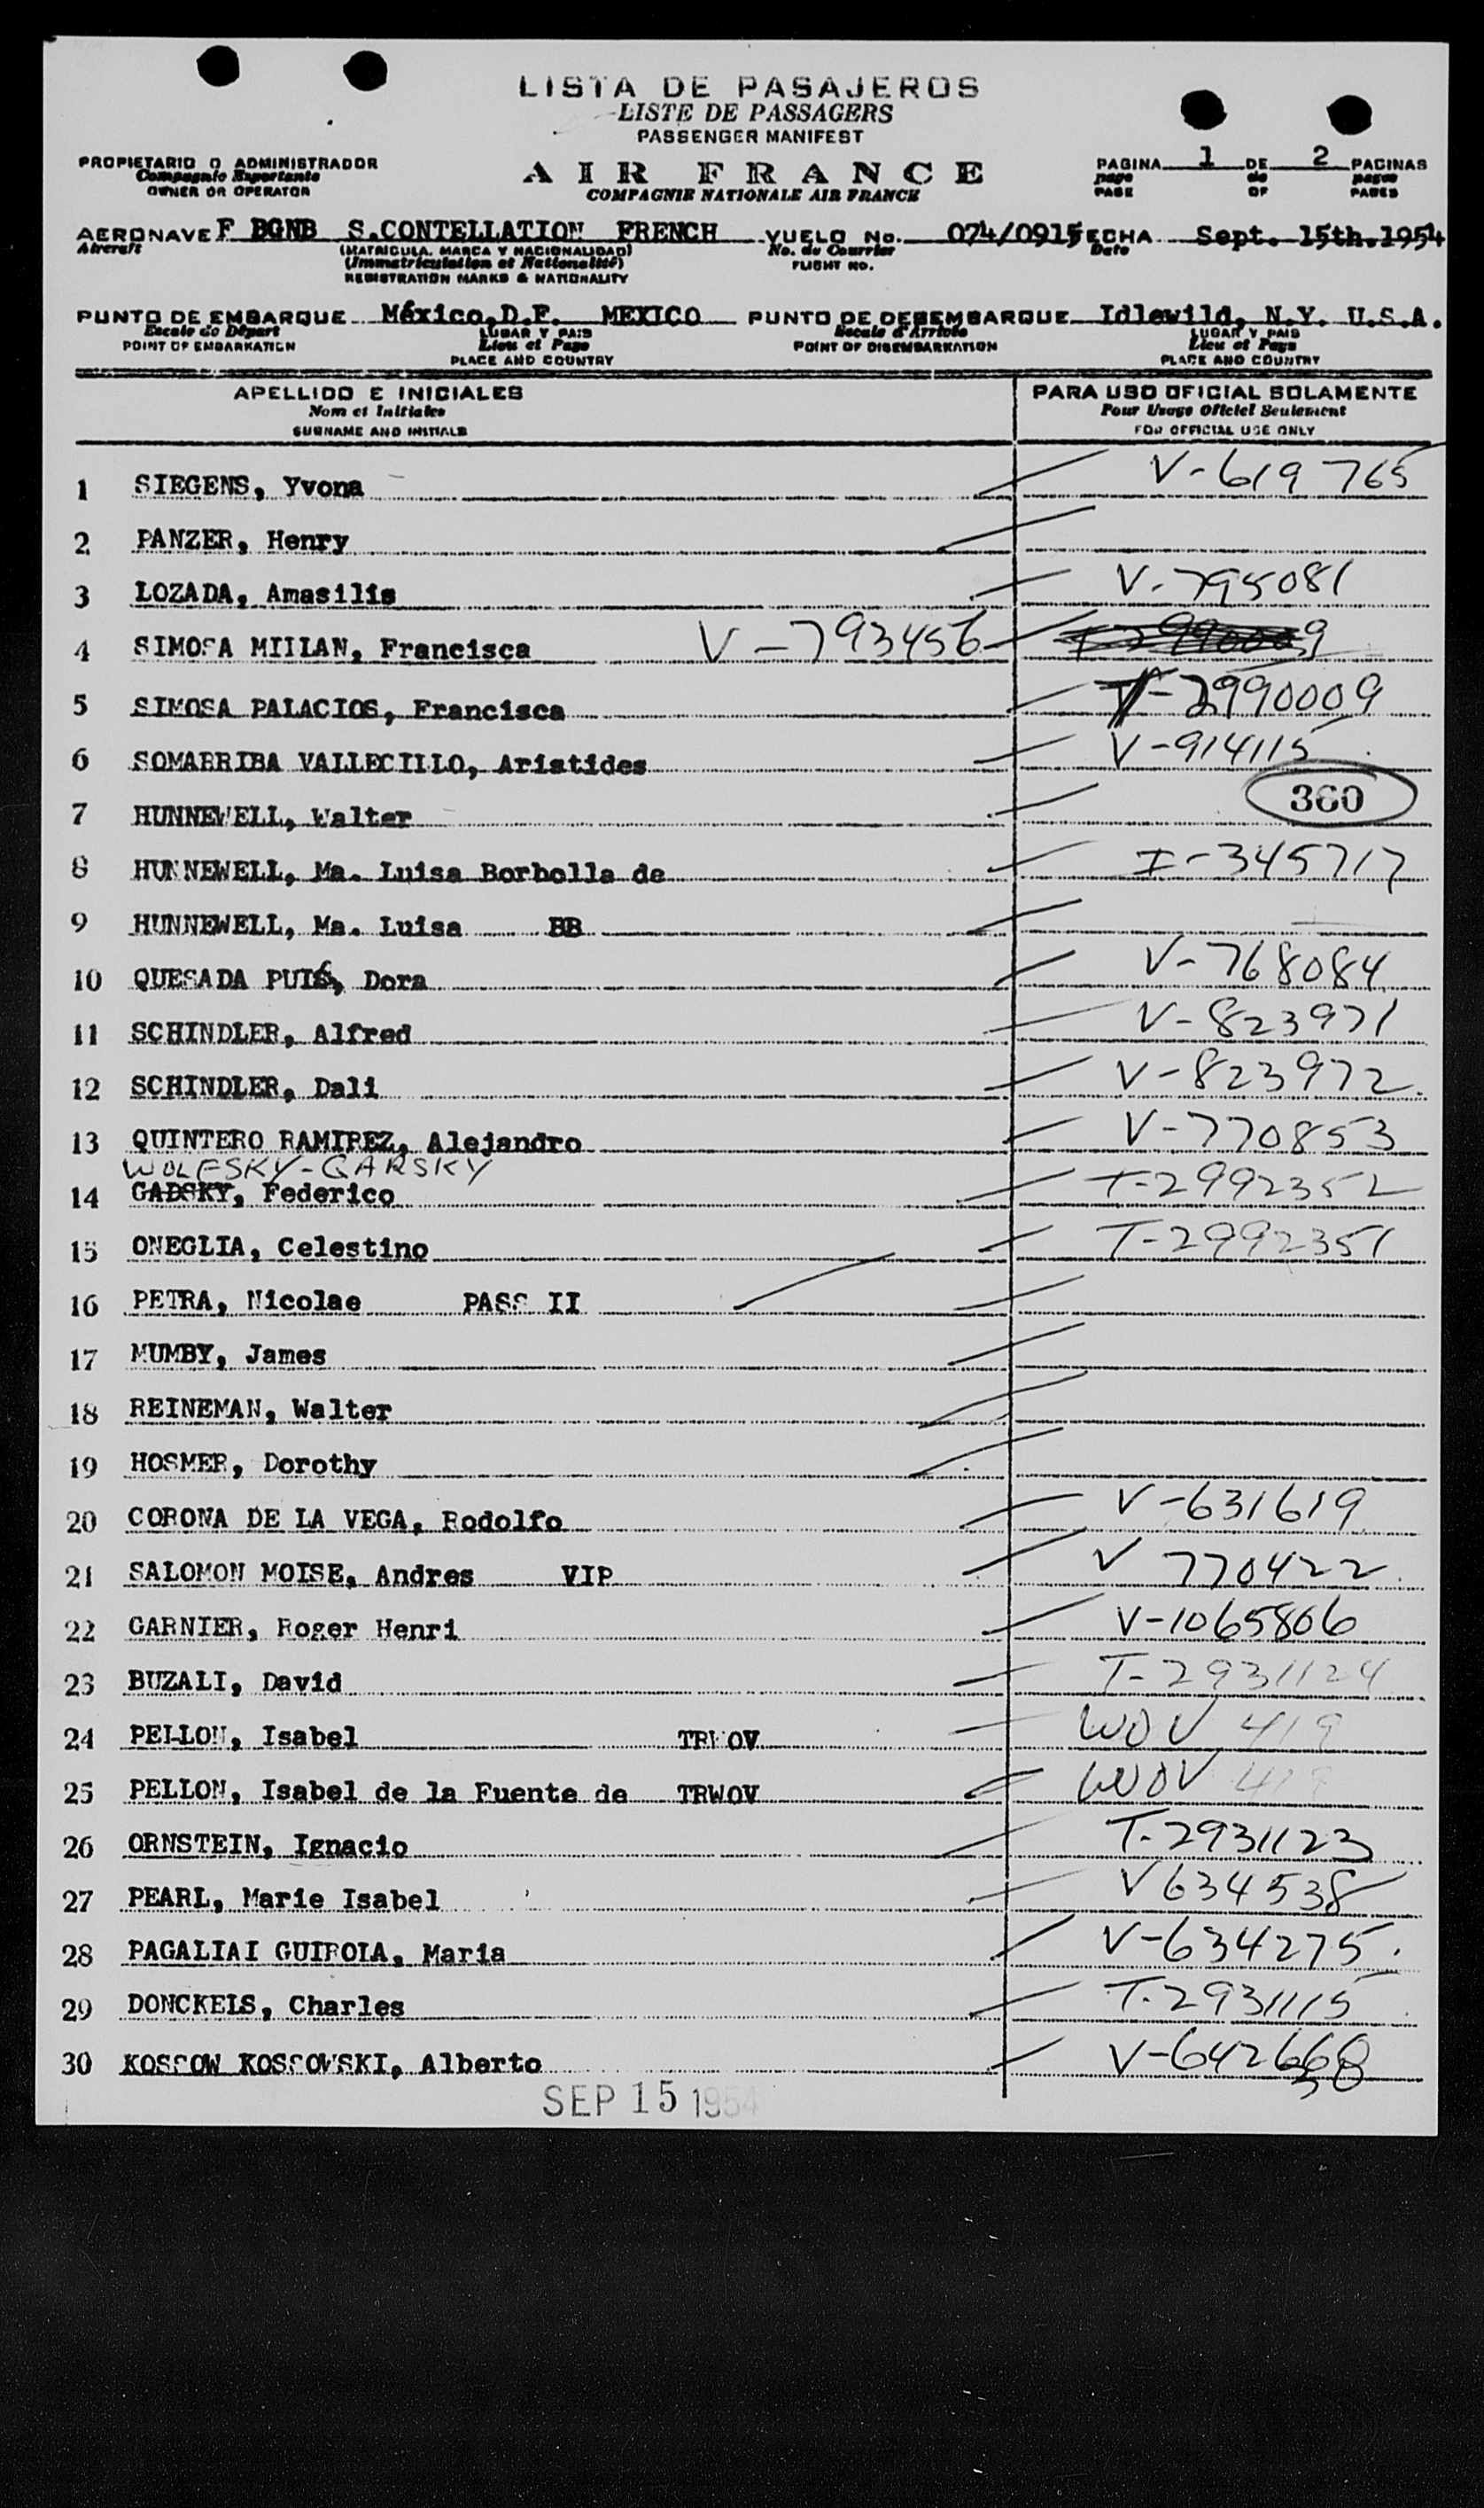 LISTA DE PASAJEROS
LISTE DE PASSAGERS
PASSENGER MANIFEST
PROPIETARIO O ADMINISTRADOR
Compagnie Exportante
OWNER OR OPERATOR
AIR FRANCE
COMPAGNIE NATIONALE AIR FRANCE
PAGINA 1 DE 2 PAGINAS
page de pages
PAGE OF PAGES
AERONAVE F BGNB S.CONTELLATION FRENCH VUELO No. 074/0915 FECHA Sept. 15th.1954
Aircraft (MATRICULA, MARCA Y NACIONALIDAD) No. du Courrier Date
(Immatriculation et Nationalité) FLIGHT NO.
REGISTRATION MARKS & NATIONALITY
PUNTO DE EMBARQUE México,D.F. MEXICO PUNTO DE DESEMBARQUE Idlewild, N.Y. U.S.A.
Escale de Départ LUGAR Y PAIS Escale d'Arrivée LUGAR Y PAIS
POINT OF EMBARKATION Lieu et Pays POINT OF DISEMBARKATION Lieu et Pays
PLACE AND COUNTRY PLACE AND COUNTRY
APELLIDO E INICIALES PARA USO OFICIAL SOLAMENTE
Nom et Initiales Pour Usage Officiel Seulement
SURNAME AND INITIALS FOR OFFICIAL USE ONLY
1 SIEGENS, Yvona V-619765
2 PANZER, Henry
3 LOZADA, Amasilis V-795081
4 SIMOSA MILLAN, Francisca V-793456
5 SIMOSA PALACIOS, Francisca T-2990009
6 SOMARRIBA VALLECILLO, Aristides V-914115
7 HUNNEWELL, Walter 360
8 HUNNEWELL, Ma. Luisa Borbolla de I-345717
9 HUNNEWELL, Ma. Luisa BB
10 QUESADA PUIG, Dora V-768084
11 SCHINDLER, Alfred V-823971
12 SCHINDLER, Dali V-823972
13 QUINTERO RAMIREZ, Alejandro V-770853
WOLFSKY-GARSKY
14 GADSKY, Federico T-2992352
15 ONEGLIA, Celestino T-2992351
16 PETRA, Nicolae PASS II
17 MUMBY, James
18 REINEMAN, Walter
19 HOSMER, Dorothy
20 CORONA DE LA VEGA, Rodolfo V-631619
21 SALOMON MOISE, Andres VIP V 770422
22 GARNIER, Roger Henri V-1065806
23 BUZALI, David T-2931124
24 PELLON, Isabel TRWOV WOV 419
25 PELLON, Isabel de la Fuente de TRWOV WOV 419
26 ORNSTEIN, Ignacio T-2931123
27 PEARL, Marie Isabel V634538
28 PAGALIAI GUIROIA, Maria V-634275
29 DONCKELS, Charles T-2931115
30 KOSSOW KOSSOWSKI, Alberto
SEP 15 1954